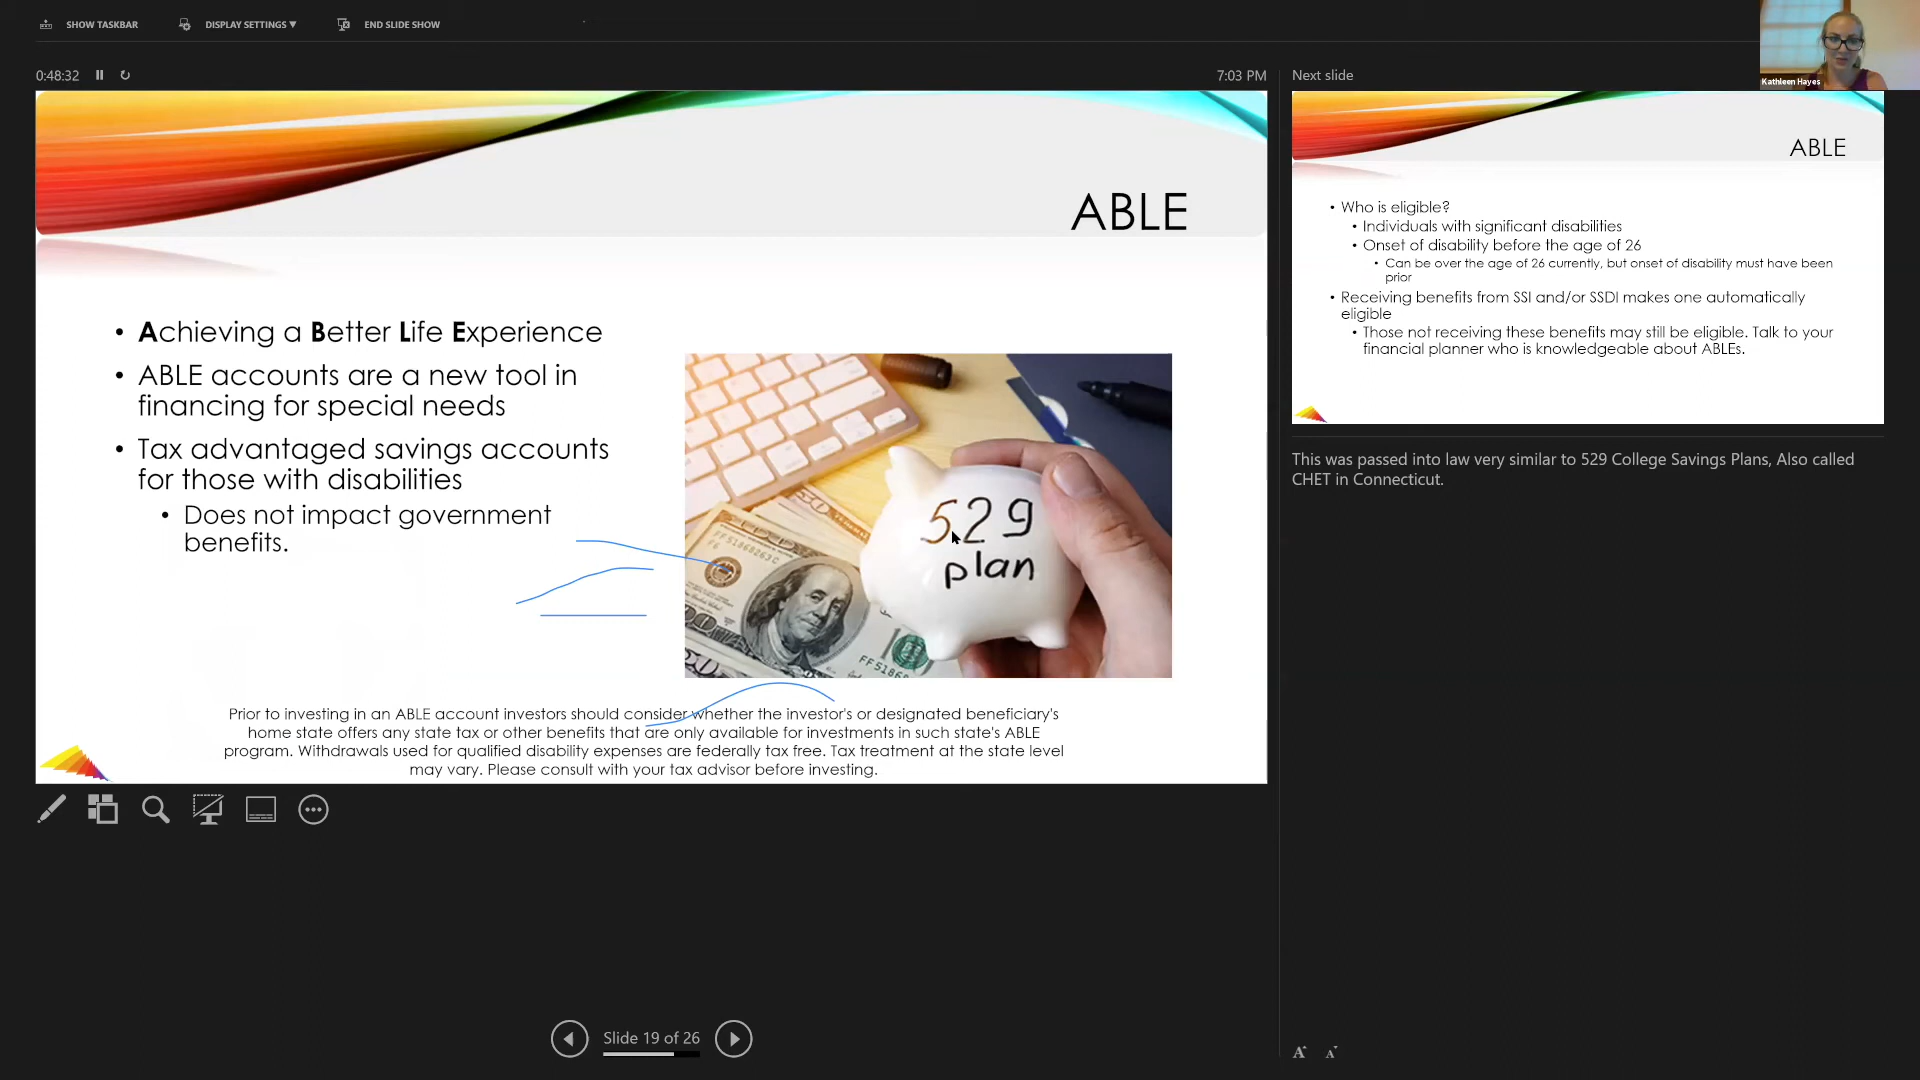 SHOW TASKBAR
DISPLAY SETTINGS ▼
END SLIDE SHOW
0:48:32
7:03 PM
ABLE
• Achieving a Better Life Experience
• ABLE accounts are a new tool in
financing for special needs
• Tax advantaged savings accounts
for those with disabilities
• Does not impact government
benefits.
FF51868263C
F6
529
plan
FF5186
Prior to investing in an ABLE account investors should consider whether the investor's or designated beneficiary's
home state offers any state tax or other benefits that are only available for investments in such state's ABLE
program. Withdrawals used for qualified disability expenses are federally tax free. Tax treatment at the state level
may vary. Please consult with your tax advisor before investing.
Slide 19 of 26
Next slide
Kathleen Hayes
ABLE
• Who is eligible?
• Individuals with significant disabilities
• Onset of disability before the age of 26
• Can be over the age of 26 currently, but onset of disability must have been
prior
• Receiving benefits from SSI and/or SSDI makes one automatically
eligible
• Those not receiving these benefits may still be eligible. Talk to your
financial planner who is knowledgeable about ABLEs.
This was passed into law very similar to 529 College Savings Plans, Also called
CHET in Connecticut.
A A